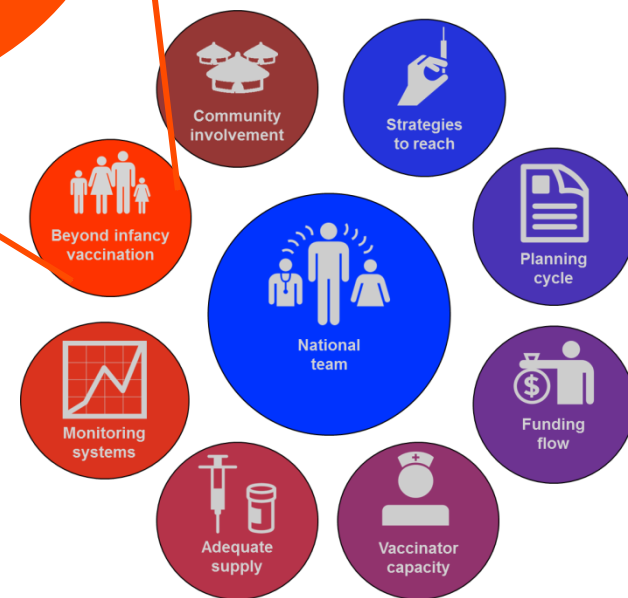 Community
involvement
Strategies
to reach
Beyond infancy
vaccination
Planning
cycle
National
team
Monitoring
systems
$
Funding
flow
Adequate
supply
Vaccinator
capacity